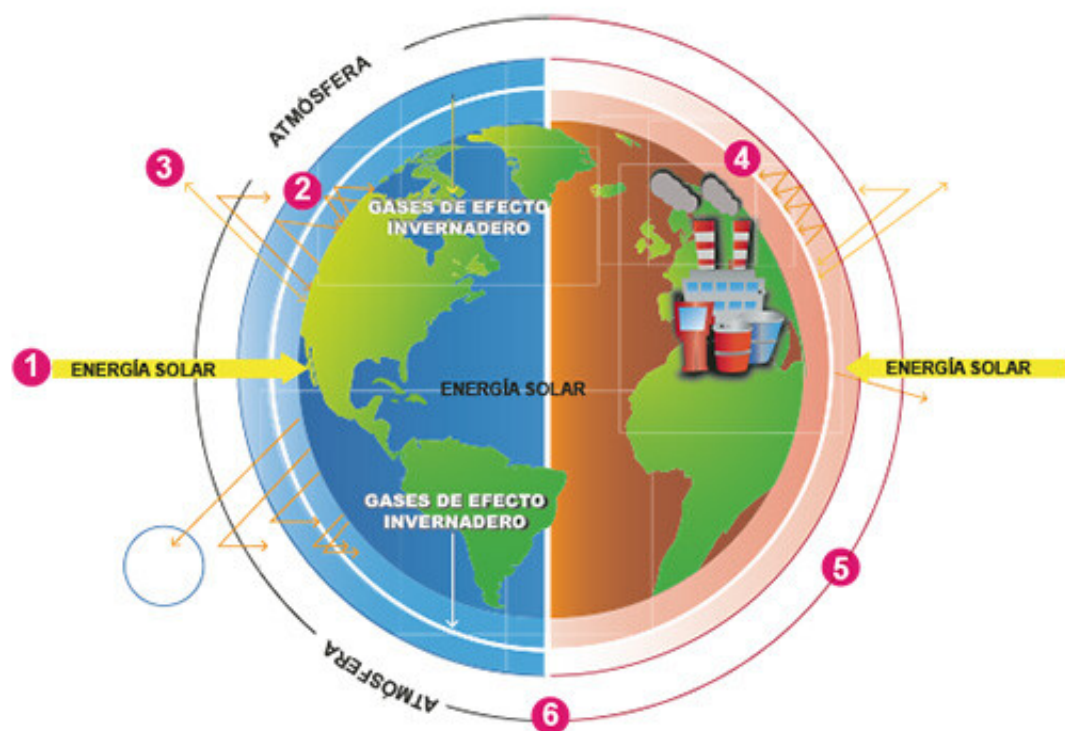 ATMÓSFERA
3
2
4
GASES DE EFECTO
INVERNADERO
1
ENERGÍA SOLAR
ENERGÍA SOLAR
ENERGÍA SOLAR
GASES DE EFECTO
INVERNADERO
5
ATMÓSFERA
6